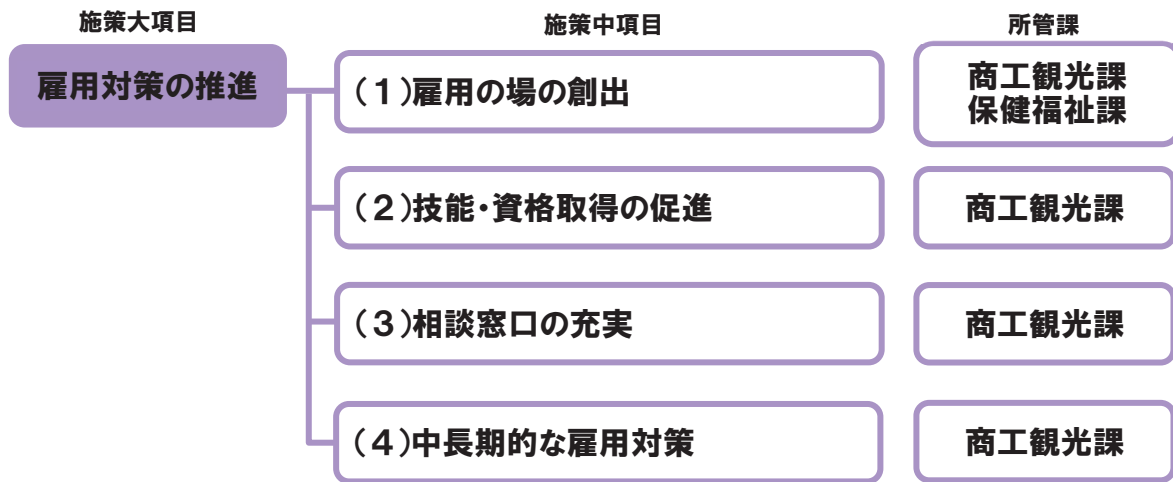 施策大項目
施策中項目
所管課
雇用対策の推進
（１）雇用の場の創出
商工観光課
保健福祉課
（２）技能・資格取得の促進
商工観光課
（３）相談窓口の充実
商工観光課
（４）中長期的な雇用対策
商工観光課